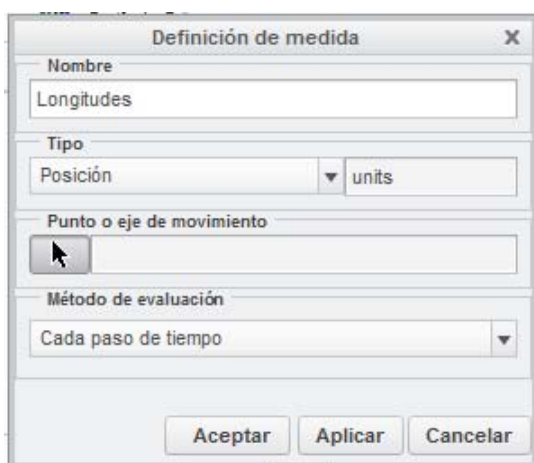 Definición de medida X
Nombre
Longitudes
Tipo
Posición units
Punto o eje de movimiento
Método de evaluación
Cada paso de tiempo
Aceptar Aplicar Cancelar